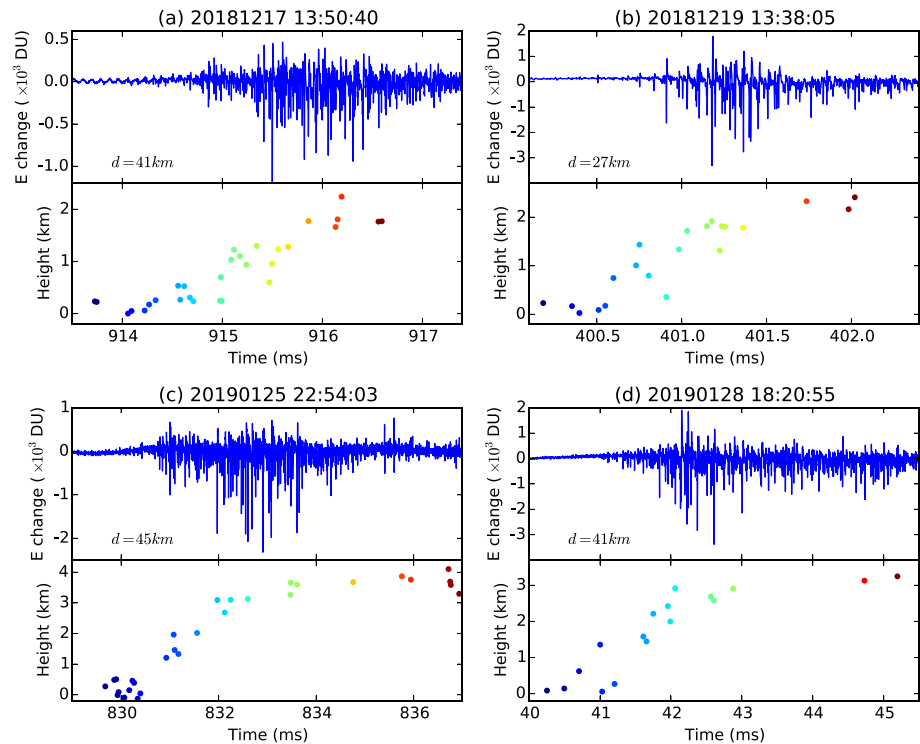 (a) 20181217 13:50:40
E change ( ×10³ DU)
0.5
0.0
-0.5
-1.0
d=41km
Height (km)
2
1
0
914
915
916
917
Time (ms)
(b) 20181219 13:38:05
E change ( ×10³ DU)
2
1
0
-1
-2
-3
d=27km
Height (km)
2
1
0
400.5
401.0
401.5
402.0
Time (ms)
(c) 20190125 22:54:03
E change ( ×10³ DU)
1
0
-1
-2
d=45km
Height (km)
4
3
2
1
0
830
832
834
836
Time (ms)
(d) 20190128 18:20:55
E change ( ×10³ DU)
2
1
0
-1
-2
-3
d=41km
Height (km)
3
2
1
0
40
41
42
43
44
45
Time (ms)